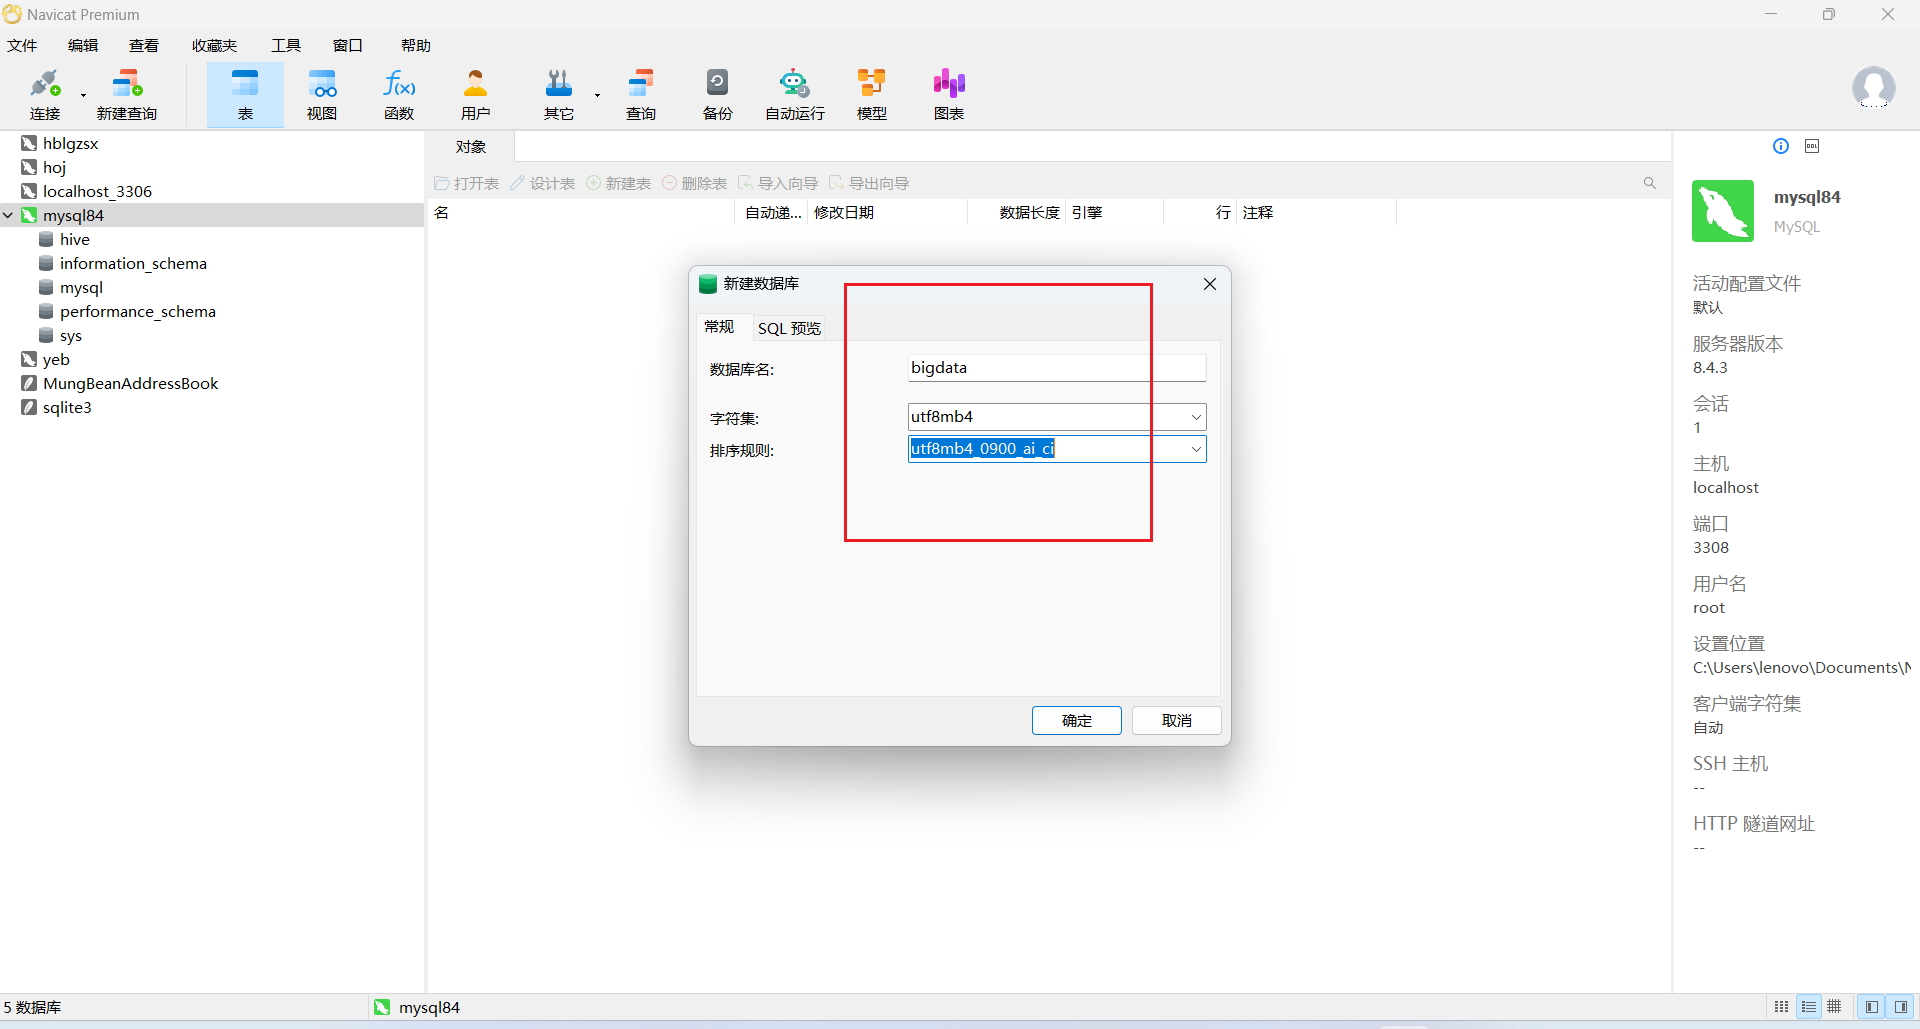 Navicat Premium
文件 编辑 查看 收藏夹 工具 窗口 帮助
连接 新建查询 表 视图 函数 用户 其它 查询 备份 自动运行 模型 图表
hblgzsx
hoj
localhost_3306
mysql84
hive
information_schema
mysql
performance_schema
sys
yeb
MungBeanAddressBook
sqlite3
对象
打开表 设计表 新建表 删除表 导入向导 导出向导
名 自动递... 修改日期 数据长度 引擎 行 注释
新建数据库
常规 SQL 预览
数据库名: bigdata
字符集: utf8mb4
排序规则: utf8mb4_0900_ai_ci
确定 取消
mysql84
MySQL
活动配置文件
默认
服务器版本
8.4.3
会话
1
主机
localhost
端口
3308
用户名
root
设置位置
C:\Users\lenovo\Documents\N
客户端字符集
自动
SSH 主机
--
HTTP 隧道网址
--
5 数据库 mysql84